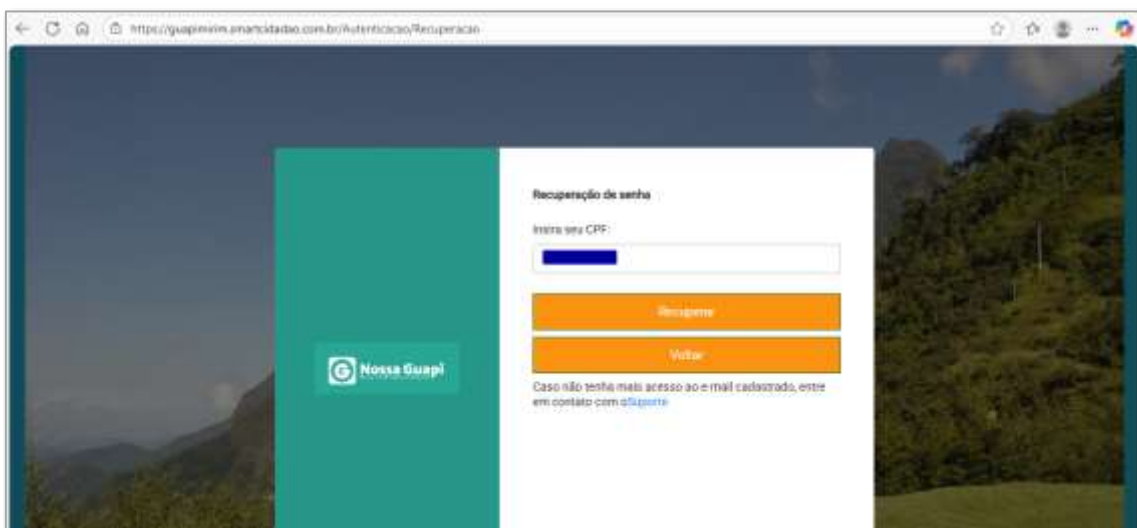 https://guapimirim.smartcidadao.com.br/Autenticacao/Recuperacao
Recuperação de senha
Insira seu CPF:
Recuperar
Voltar
Caso não tenha mais acesso ao e-mail cadastrado, entre
em contato com oSuporte
G Nossa Guapi